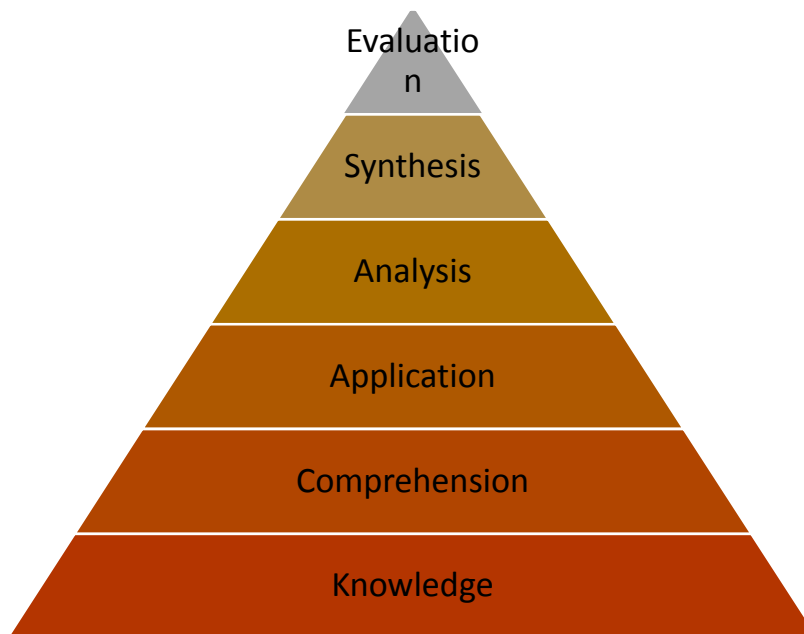 Evaluatio
n
Synthesis
Analysis
Application
Comprehension
Knowledge